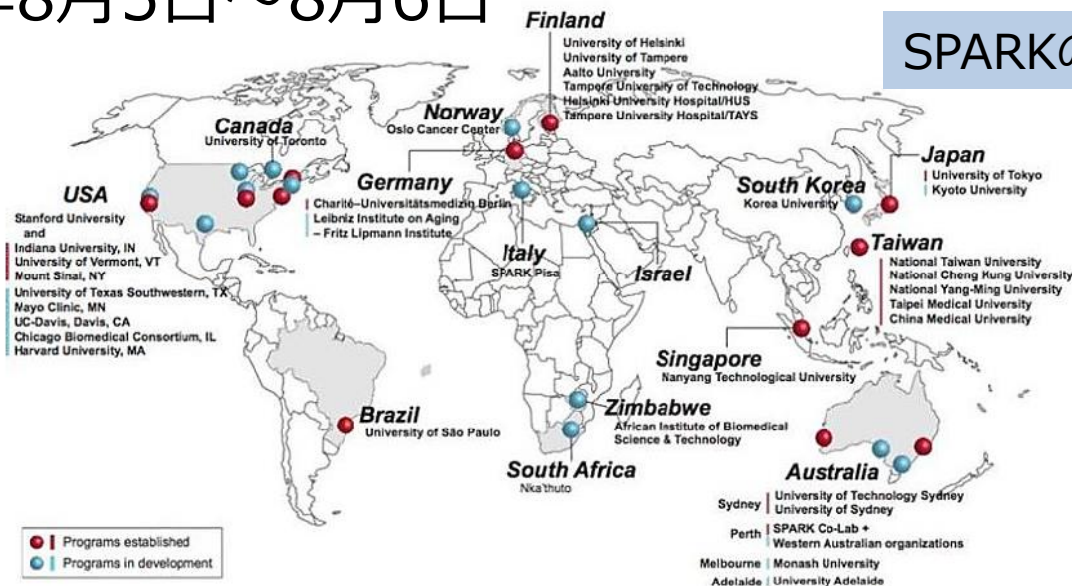 8月5日～8月6日
SPARK@
Finland
University of Helsinki
University of Tampere
Aalto University
Tampere University of Technology
Helsinki University Hospital/HUS
Tampere University Hospital/TAYS
Norway
Oslo Cancer Center
Canada
University of Toronto
Germany
Charité–Universitätsmedizin Berlin
Leibniz Institute on Aging
– Fritz Lipmann Institute
USA
Stanford University
and
Indiana University, IN
University of Vermont, VT
Mount Sinai, NY
University of Texas Southwestern, TX
Mayo Clinic, MN
UC-Davis, Davis, CA
Chicago Biomedical Consortium, IL
Harvard University, MA
Italy
SPARK Pisa
Israel
South Korea
Korea University
Japan
University of Tokyo
Kyoto University
Taiwan
National Taiwan University
National Cheng Kung University
National Yang-Ming University
Taipei Medical University
China Medical University
Singapore
Nanyang Technological University
Brazil
University of São Paulo
Zimbabwe
African Institute of Biomedical
Science & Technology
South Africa
Nka'thuto
Australia
Sydney
University of Technology Sydney
University of Sydney
Perth
SPARK Co-Lab +
Western Australian organizations
Melbourne
Monash University
Adelaide
University Adelaide
Programs established
Programs in development